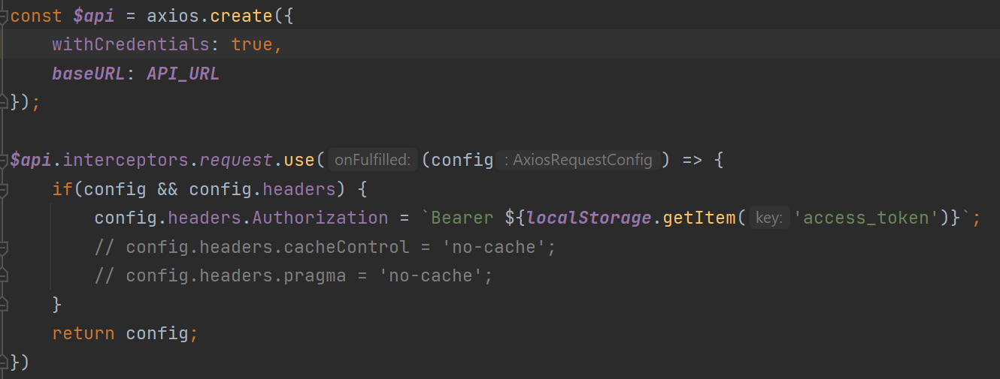 const $api = axios.create({
    withCredentials: true,
    baseURL: API_URL
});

$api.interceptors.request.use( onFulfilled: (config : AxiosRequestConfig ) => {
    if(config && config.headers) {
        config.headers.Authorization = `Bearer ${localStorage.getItem( key: 'access_token')}`;
        // config.headers.cacheControl = 'no-cache';
        // config.headers.pragma = 'no-cache';
    }
    return config;
})